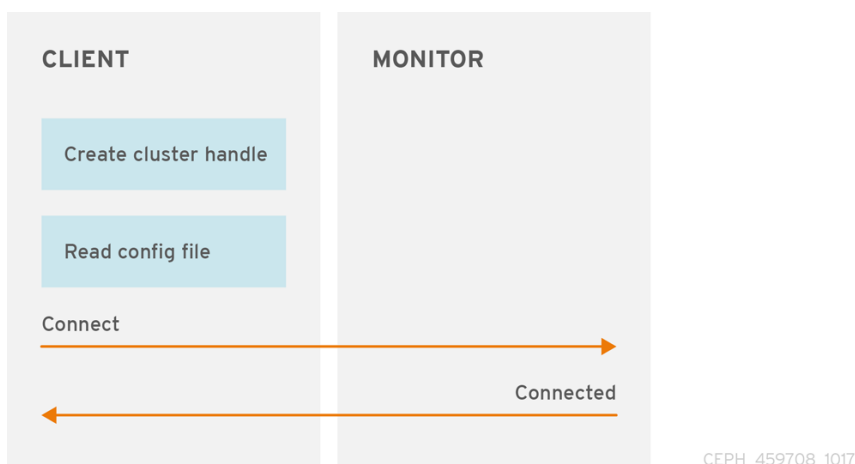 CLIENT
MONITOR
Create cluster handle
Read config file
Connect
Connected
CEPH_459708_1017